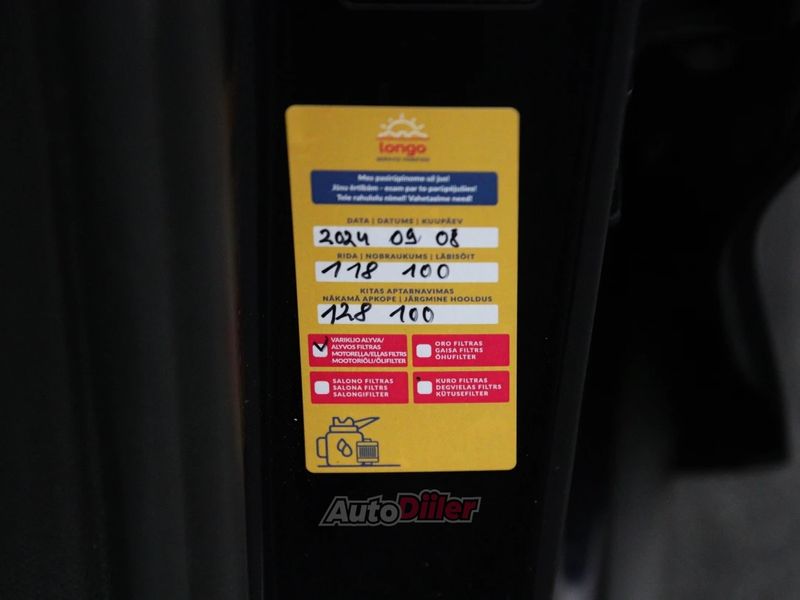 longo
Mes pasirūpinome už jus!
Jūsu ērtībām - esam par to parūpējušies!
Teie rahulolu nimel! Vahetasime need!
DATA | DATUMS | KUUPÄEV
2024 09 08
RIDA | NOBRAUKUMS | LÄBISÕIT
118 100
KITAS APTARNAVIMAS
NĀKAMĀ APKOPE | JÄRGMINE HOOLDUS
128 100
VARIKLIO ALYVA/
ALYVOS FILTRAS
MOTOREĻĻA/EĻĻAS FILTRS
MOOTORIÕLI/ÕLIFILTER
ORO FILTRAS
GAISA FILTRS
ÕHUFILTER
SALONO FILTRAS
SALONA FILTRS
SALONGIFILTER
KURO FILTRAS
DEGVIELAS FILTRS
KÜTUSEFILTER
AutoDiiler